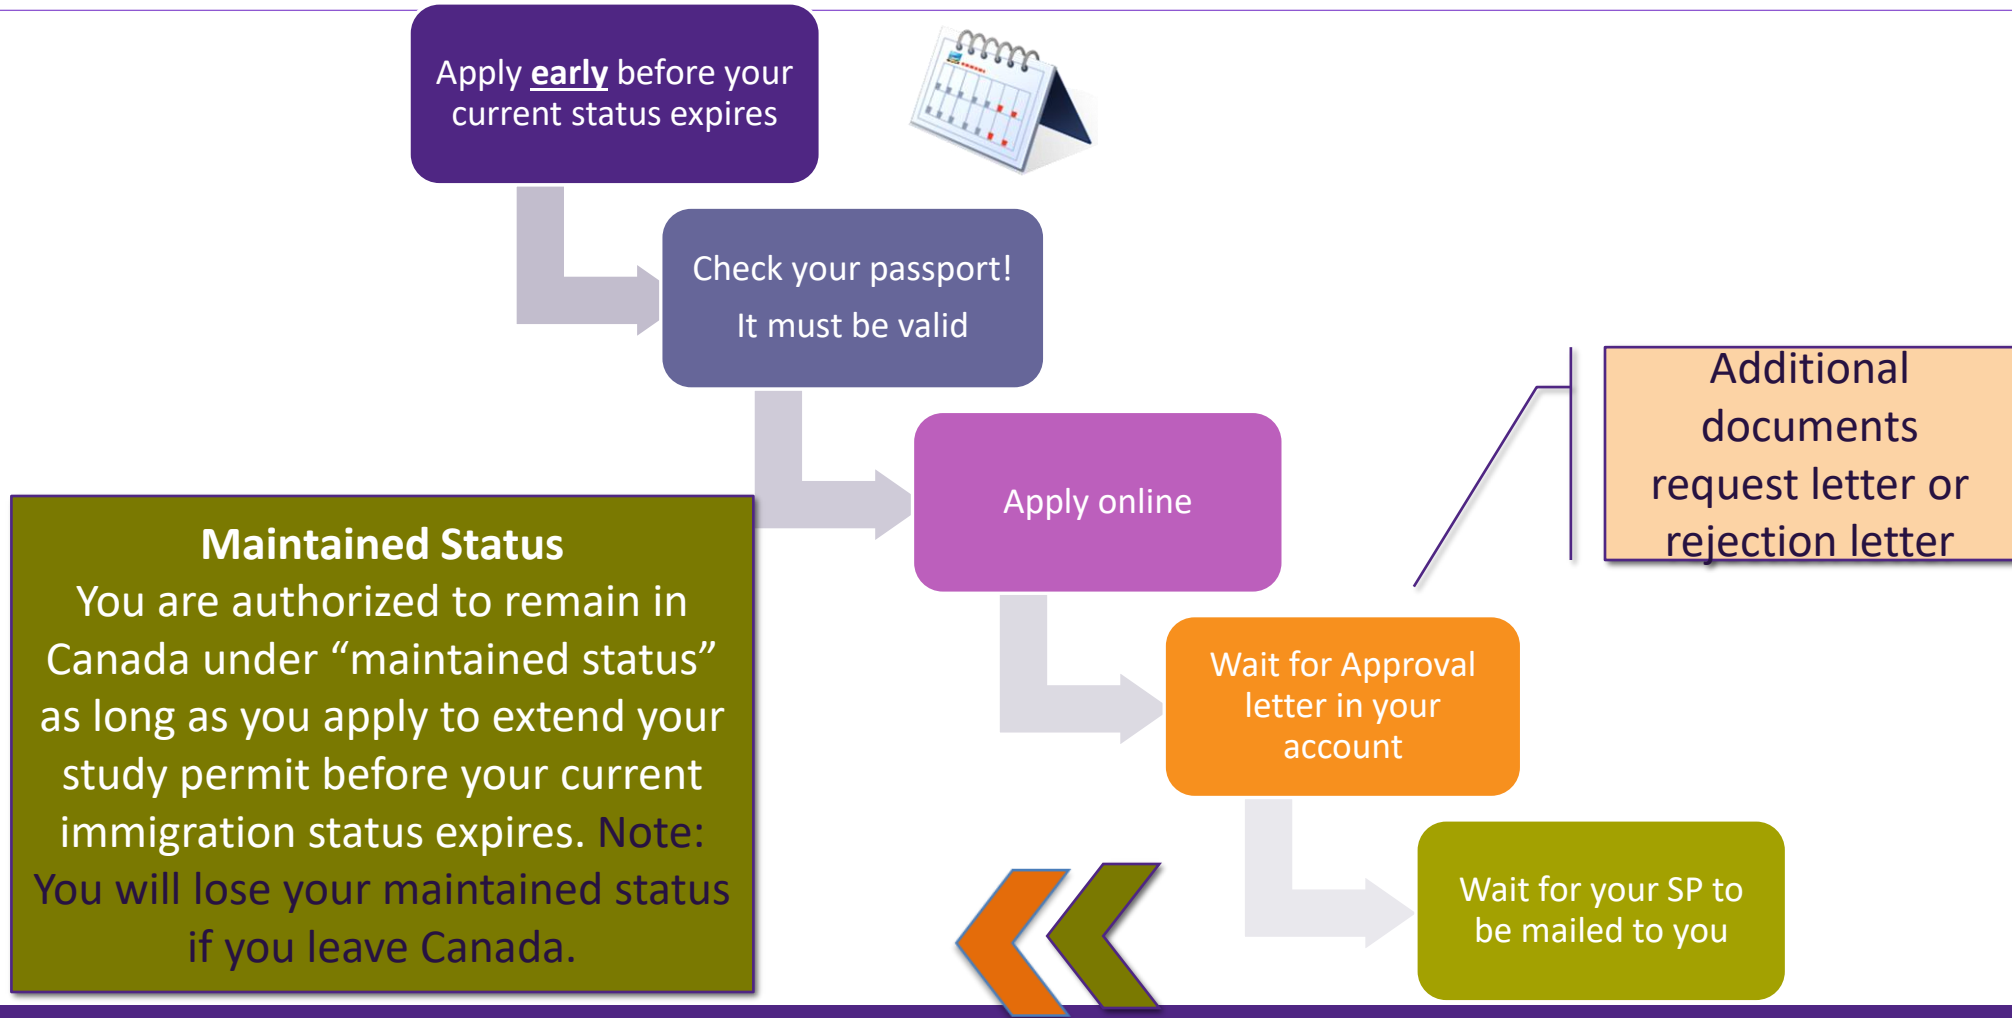 Apply early before your
current status expires
Check your passport!
It must be valid
Apply online
Additional
documents
request letter or
rejection letter
Maintained Status
You are authorized to remain in
Canada under “maintained status”
as long as you apply to extend your
study permit before your current
immigration status expires. Note:
You will lose your maintained status
if you leave Canada.
Wait for Approval
letter in your
account
Wait for your SP to
be mailed to you